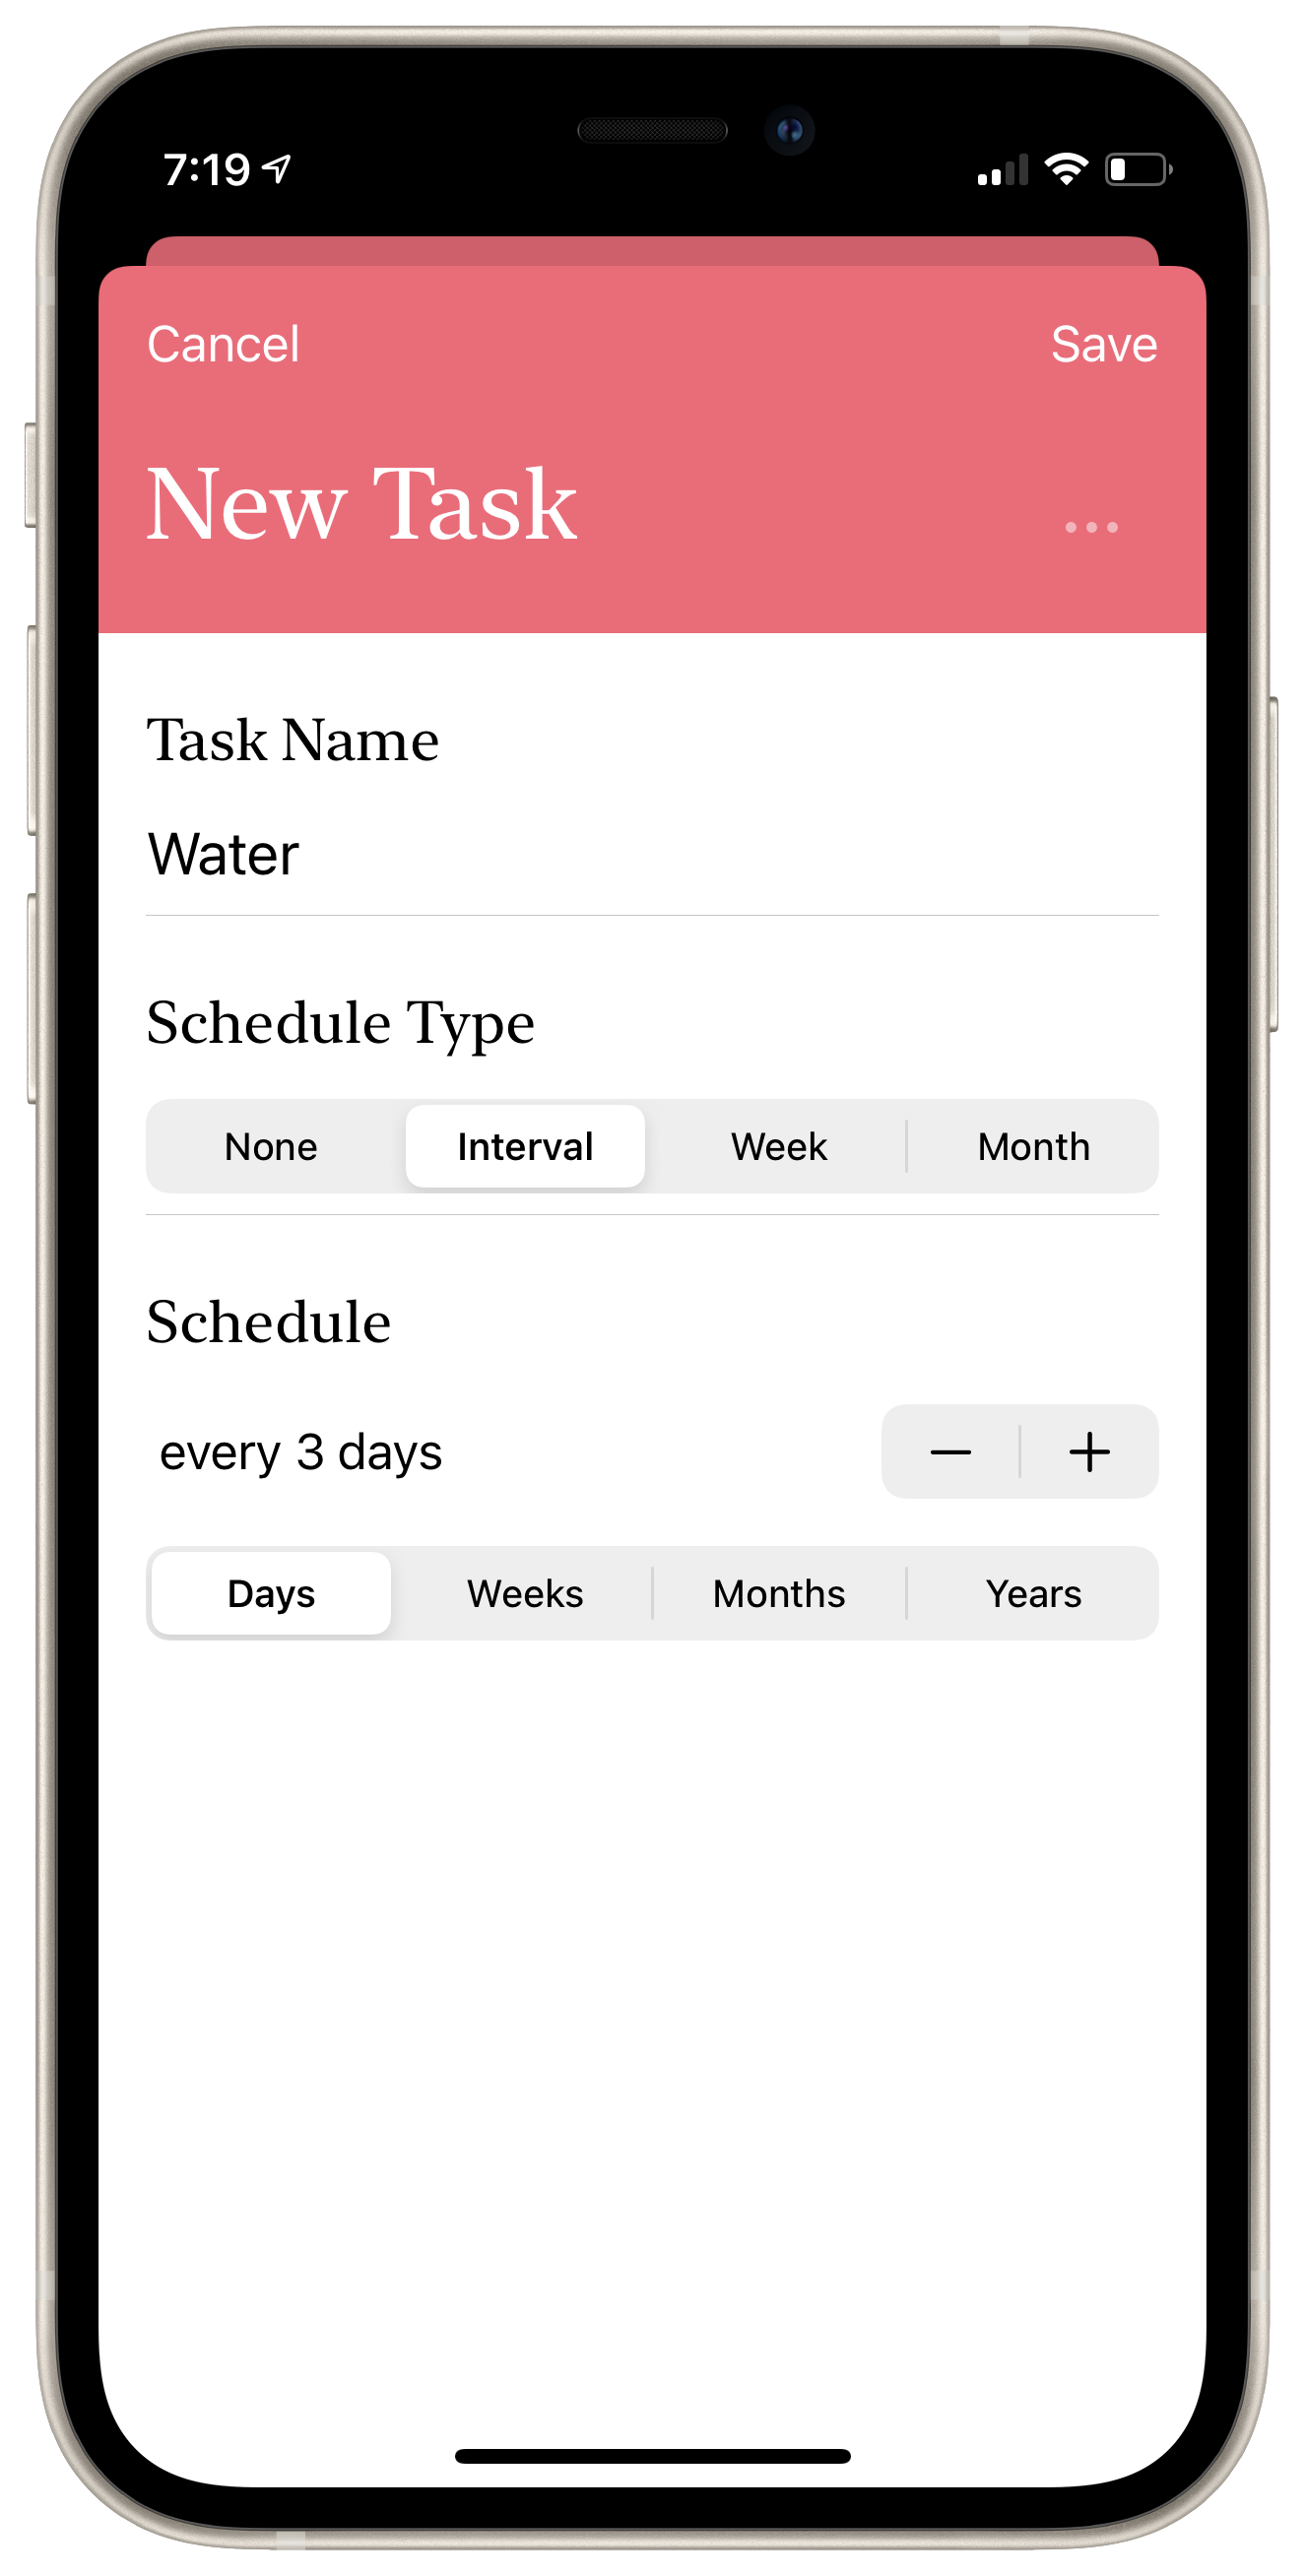 7:19
Cancel Save
New Task
Task Name
Water
Schedule Type
None Interval Week Month
Schedule
every 3 days
Days Weeks Months Years